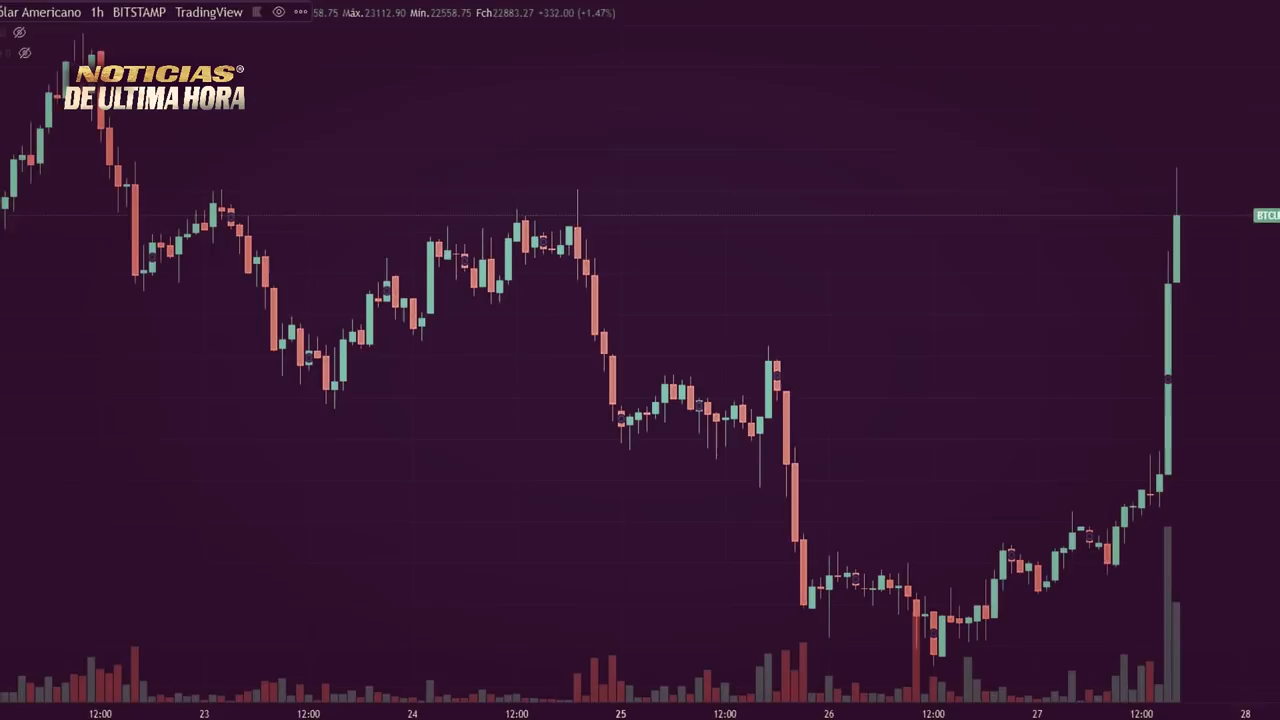 ólar Americano 1h BITSTAMP TradingView 58.75 Máx.23112.90 Mín.22558.75 Fch22883.27 +332.00 (+1.47%)
NOTICIAS®
DE ULTIMA HORA
BTCU
12:00 23 12:00 24 12:00 25 12:00 26 12:00 27 12:00 28